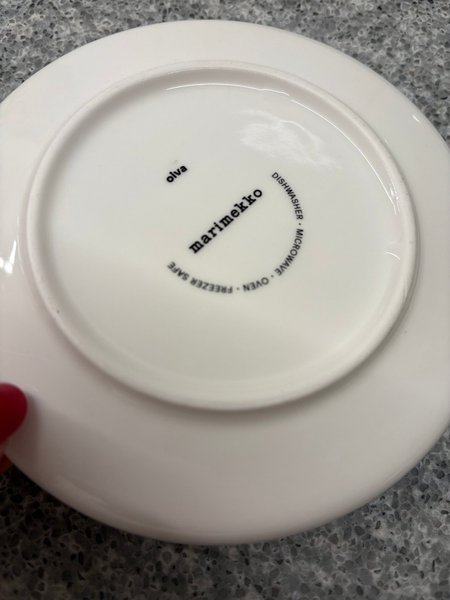 oiva
marimekko
DISHWASHER • MICROWAVE • OVEN • FREEZER SAFE